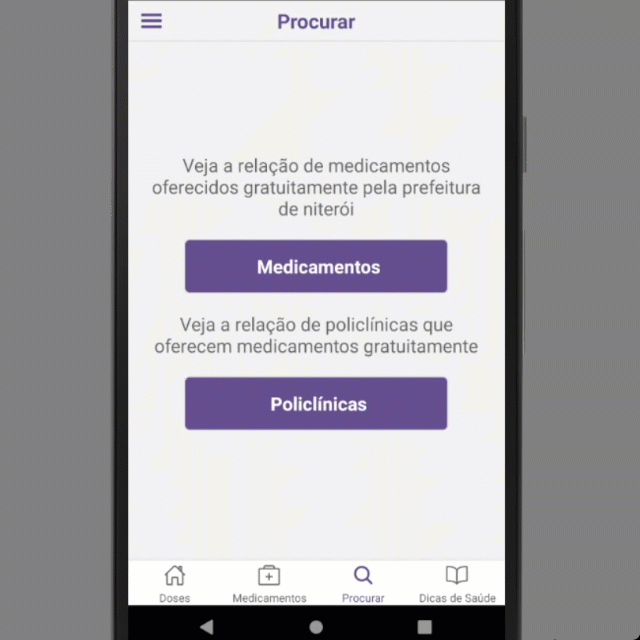 Procurar
Veja a relação de medicamentos
oferecidos gratuitamente pela prefeitura
de niterói
Medicamentos
Veja a relação de policlínicas que
oferecem medicamentos gratuitamente
Policlínicas
Doses Medicamentos Procurar Dicas de Saúde